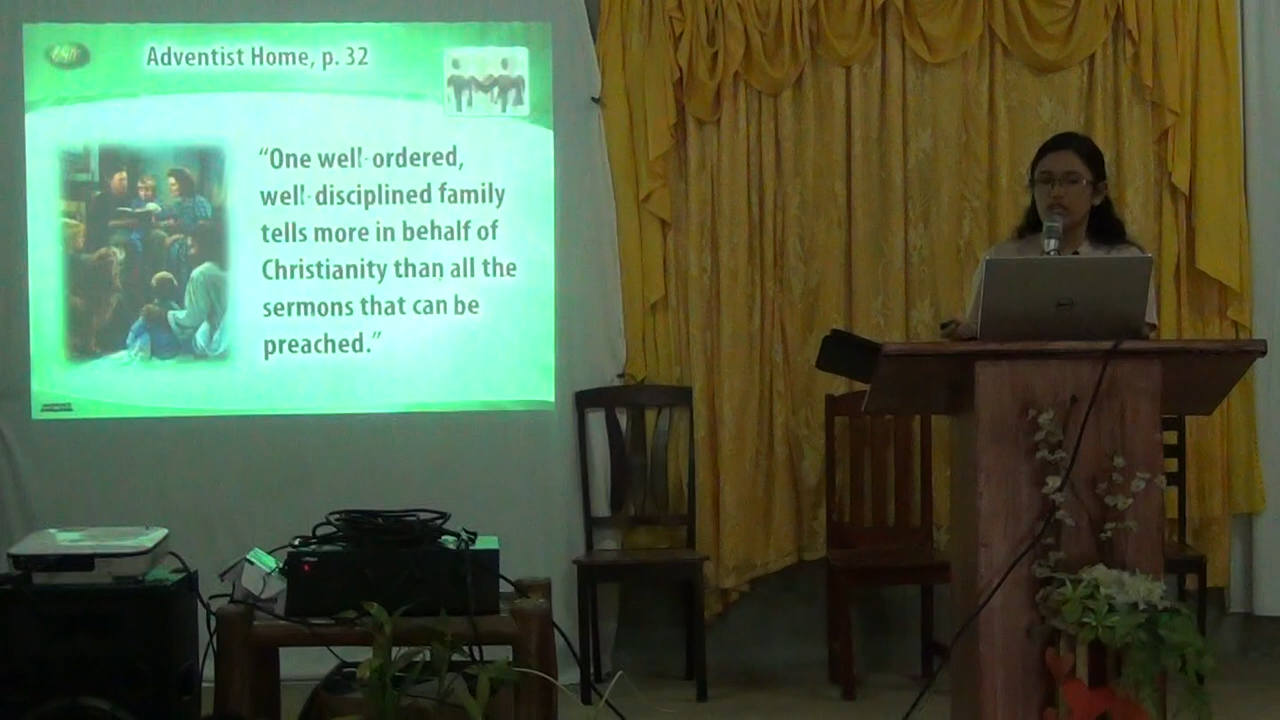 Adventist Home, p. 32
“One well-ordered,
well-disciplined family
tells more in behalf of
Christianity than all the
sermons that can be
preached.”
DELL